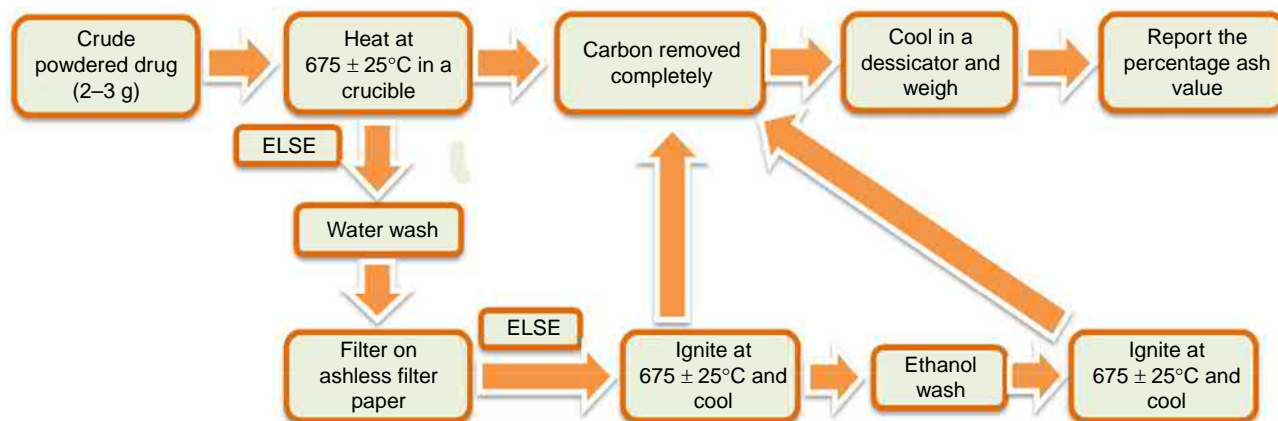 Crude
powdered drug
(2–3 g)
Heat at
675 ± 25°C in a
crucible
Carbon removed
completely
Cool in a
dessicator and
weigh
Report the
percentage ash
value
ELSE
Water wash
Filter on
ashless filter
paper
ELSE
Ignite at
675 ± 25°C and
cool
Ethanol
wash
Ignite at
675 ± 25°C and
cool